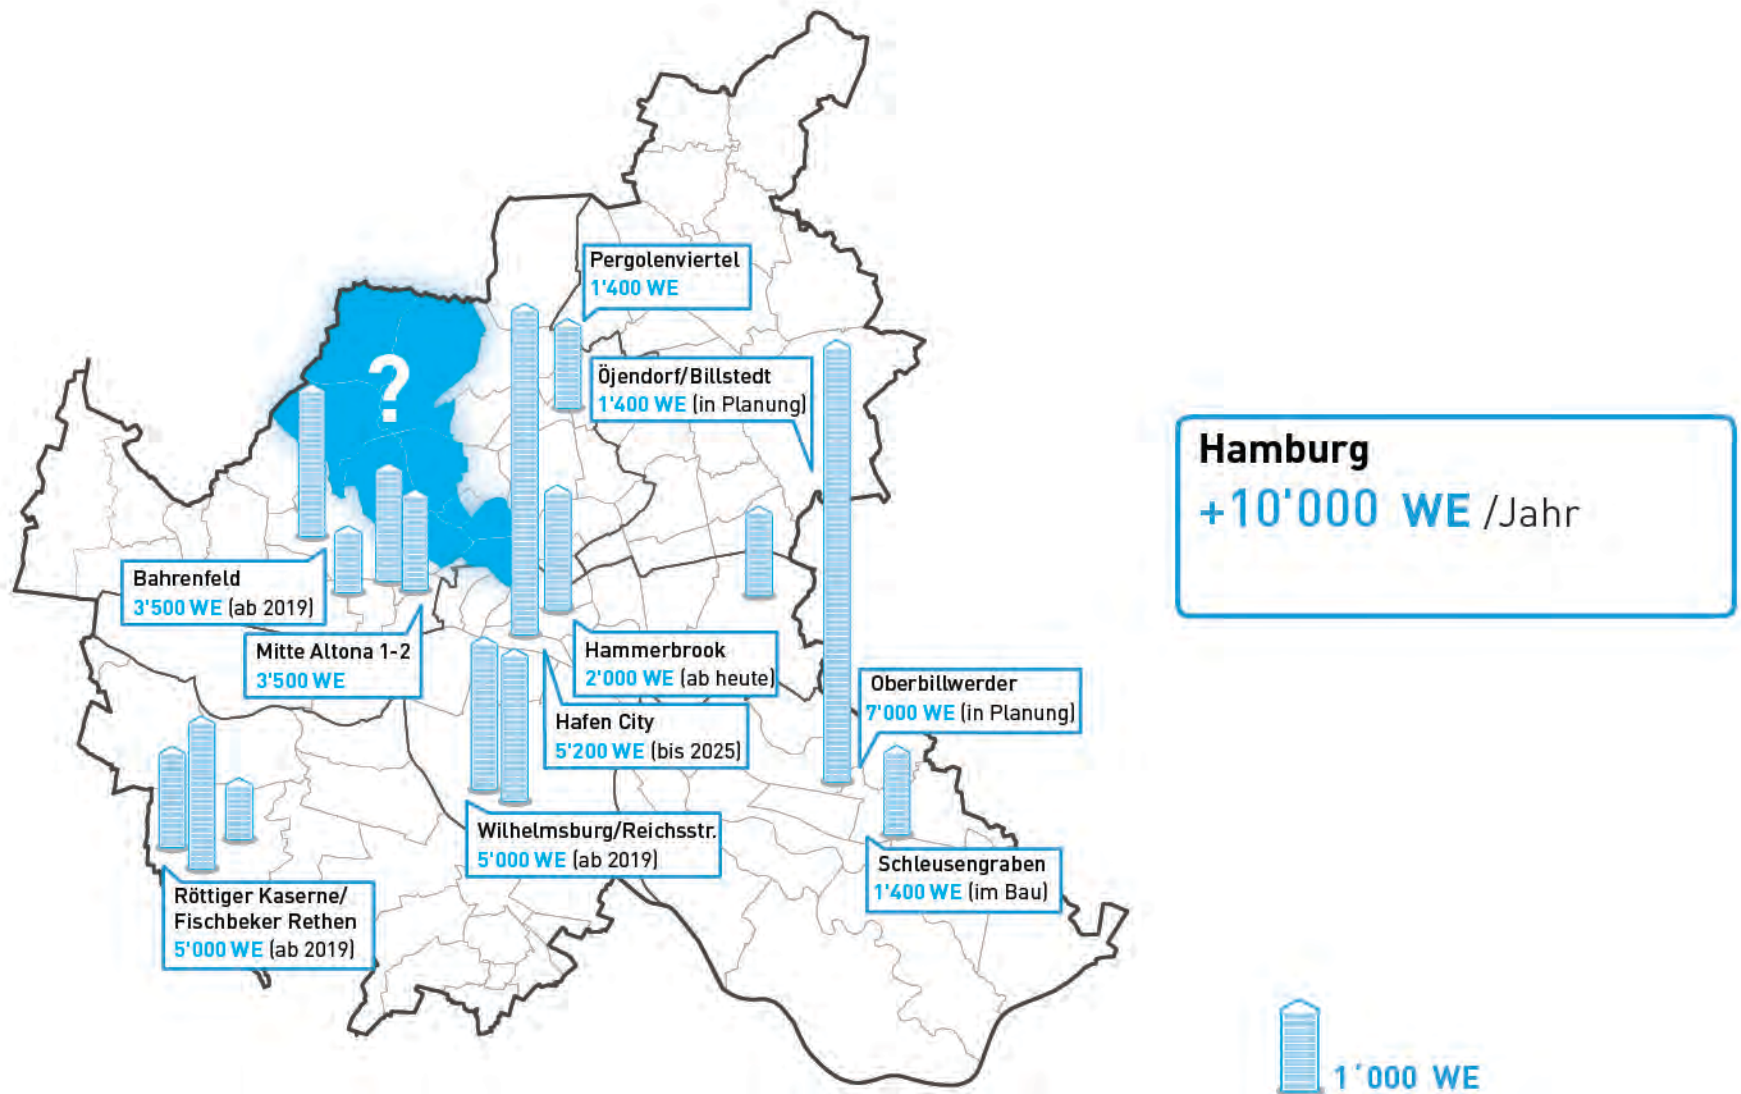 Pergolenviertel
1'400 WE
?
Öjendorf/Billstedt
1'400 WE (in Planung)
Hamburg
+10'000 WE /Jahr
Bahrenfeld
3'500 WE (ab 2019)
Mitte Altona 1-2
3'500 WE
Hammerbrook
2'000 WE (ab heute)
Hafen City
5'200 WE (bis 2025)
Oberbillwerder
7'000 WE (in Planung)
Wilhelmsburg/Reichsstr.
5'000 WE (ab 2019)
Schleusengraben
1'400 WE (im Bau)
Röttiger Kaserne/
Fischbeker Rethen
5'000 WE (ab 2019)
1'000 WE